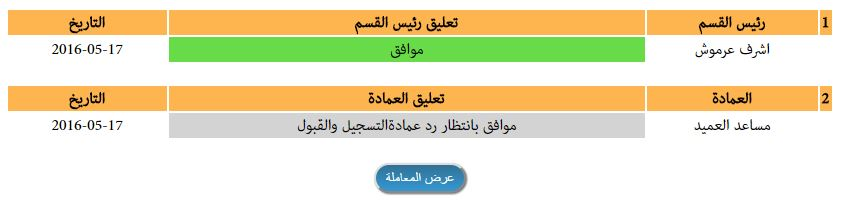 1 رئيس القسم تعليق رئيس القسم التاريخ
اشرف عرموش موافق 2016-05-17
2 العمادة تعليق العمادة التاريخ
مساعد العميد موافق بانتظار رد عمادةالتسجيل والقبول 2016-05-17
عرض المعاملة